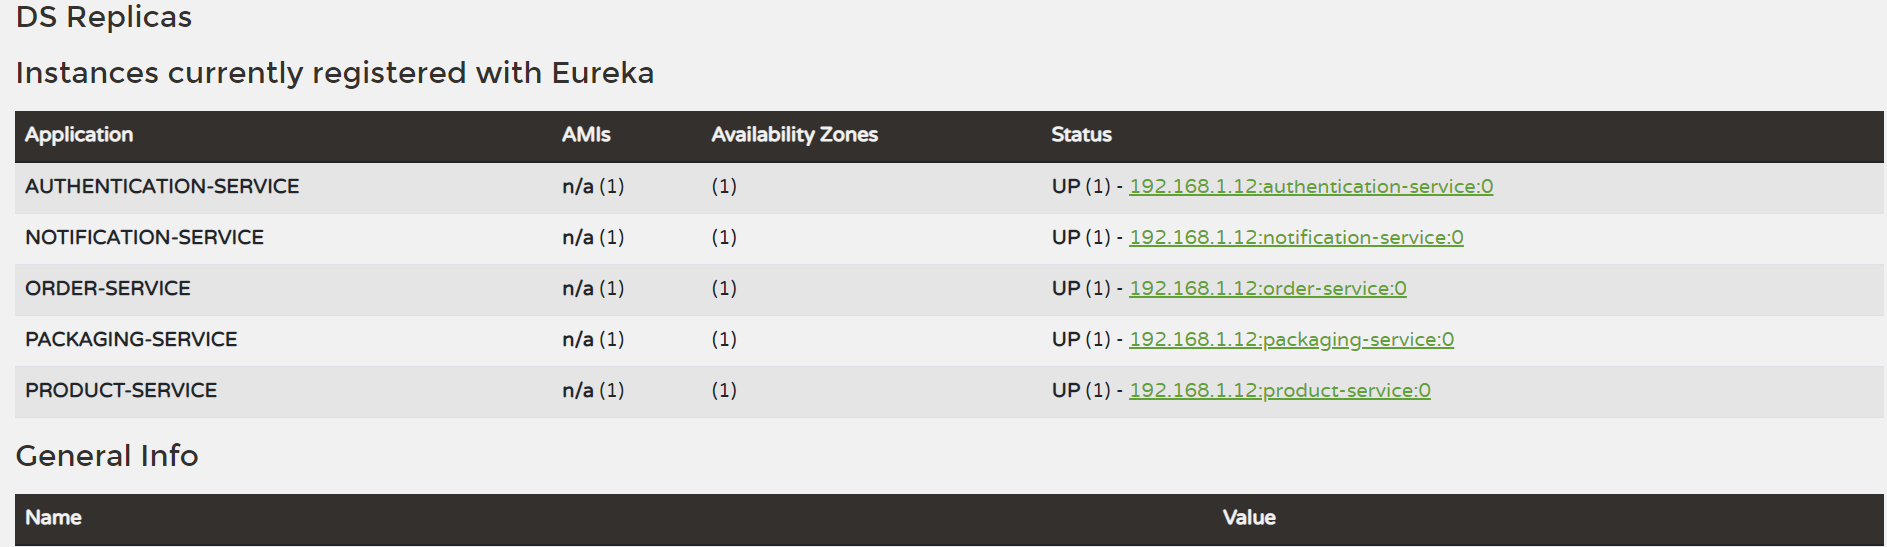 DS Replicas
Instances currently registered with Eureka
Application AMIs Availability Zones Status
AUTHENTICATION-SERVICE n/a (1) (1) UP (1) - 192.168.1.12:authentication-service:0
NOTIFICATION-SERVICE n/a (1) (1) UP (1) - 192.168.1.12:notification-service:0
ORDER-SERVICE n/a (1) (1) UP (1) - 192.168.1.12:order-service:0
PACKAGING-SERVICE n/a (1) (1) UP (1) - 192.168.1.12:packaging-service:0
PRODUCT-SERVICE n/a (1) (1) UP (1) - 192.168.1.12:product-service:0
General Info
Name Value